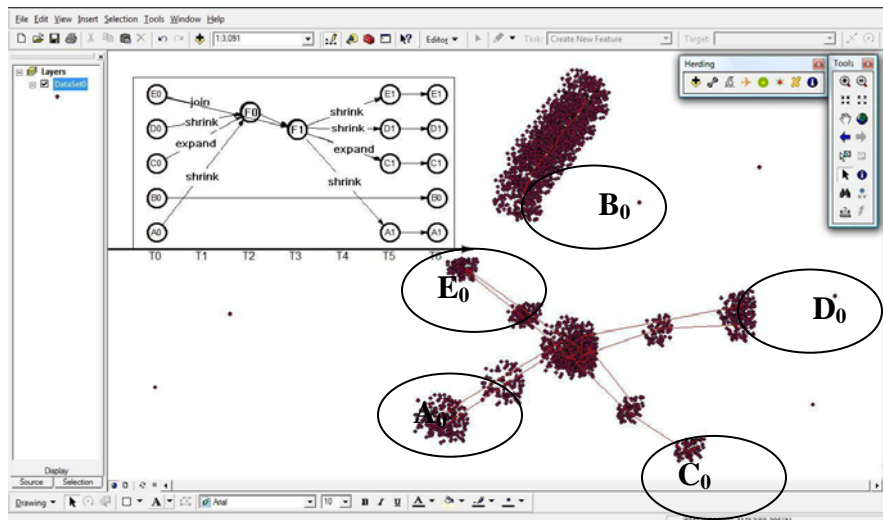 File Edit View Insert Selection Tools Window Help
1:3,091 Editor Task: Create New Feature Target:
Layers
DataSet0
Herding
Tools
E0 join E1 E1
D0 shrink F0 shrink D1 D1
F1 shrink
C0 expand expand C1 C1
shrink shrink
B0 B0
A0 A1 A1
T0 T1 T2 T3 T4 T5 T6
B0
E0
D0
A0
C0
Display
Source Selection
Drawing A Arial 10 B I U A